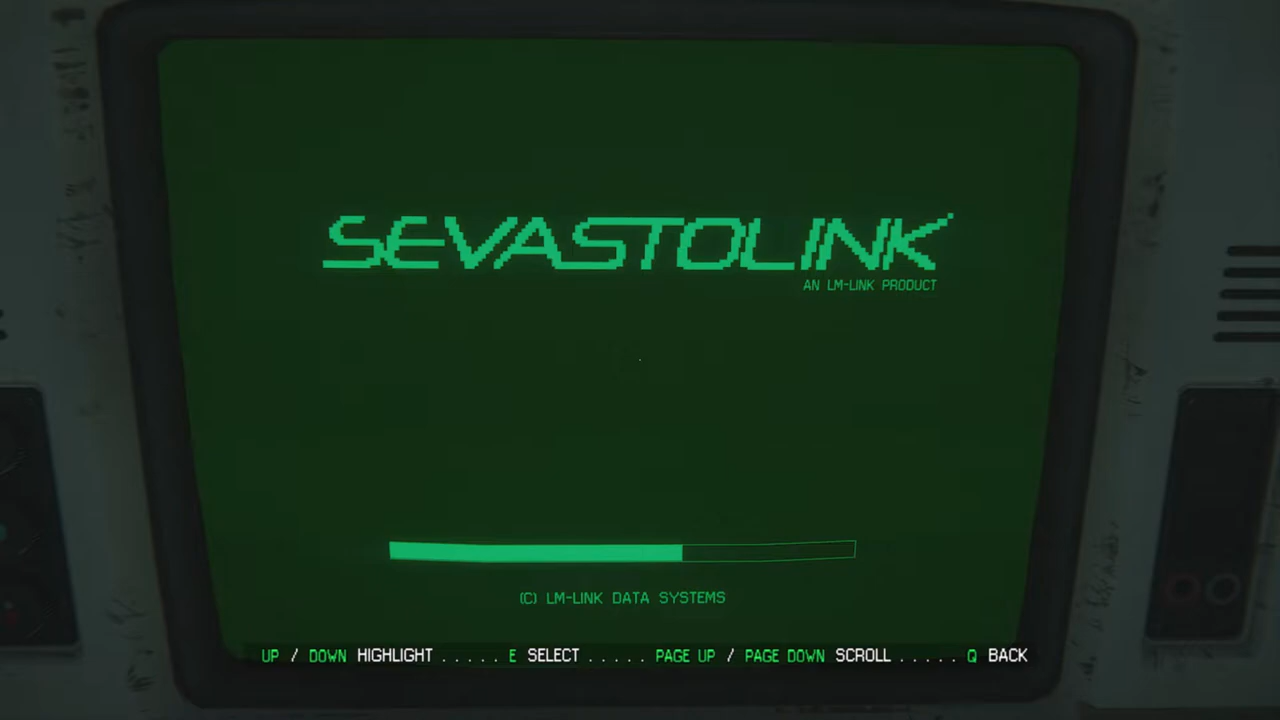 SEVASTOLINK
AN LM-LINK PRODUCT
(C) LM-LINK DATA SYSTEMS
UP / DOWN HIGHLIGHT ..... E SELECT ..... PAGE UP / PAGE DOWN SCROLL ..... Q BACK